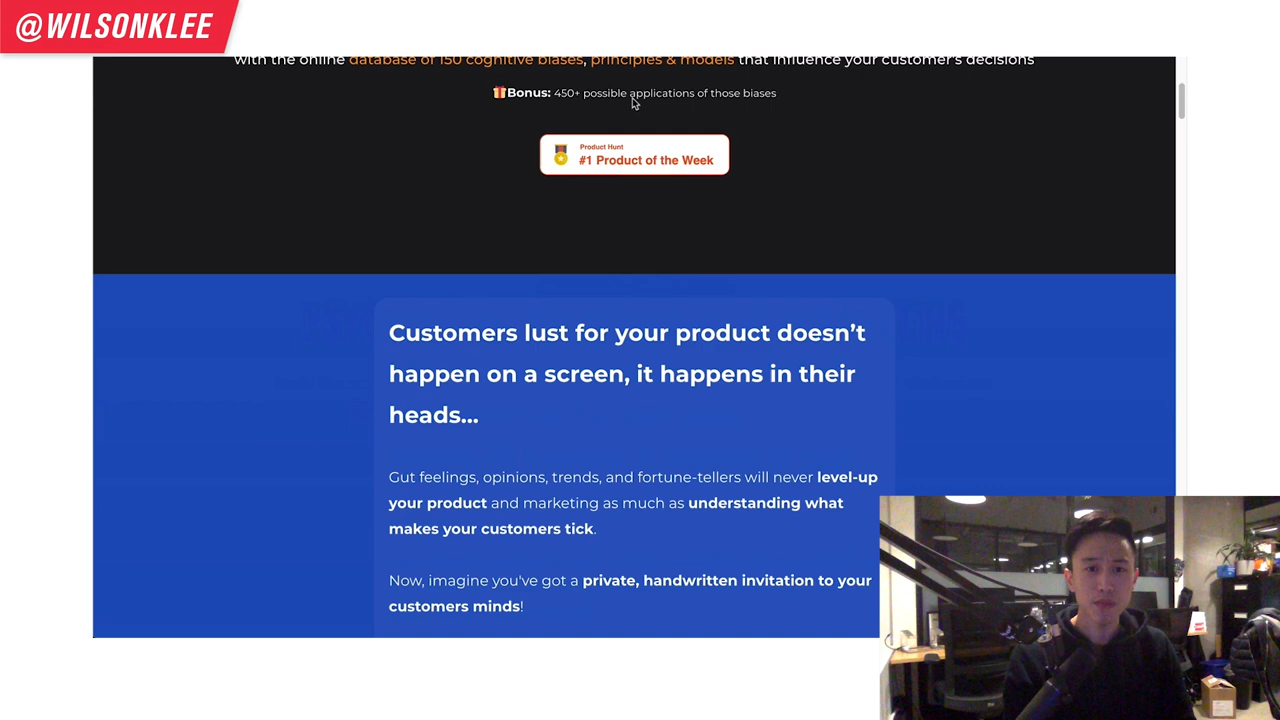 @WILSONKLEE
with the online database of 150 cognitive biases, principles & models that influence your customer's decisions
Bonus: 450+ possible applications of those biases
Product Hunt
#1 Product of the Week
Customers lust for your product doesn't
happen on a screen, it happens in their
heads...
Gut feelings, opinions, trends, and fortune-tellers will never level-up
your product and marketing as much as understanding what
makes your customers tick.
Now, imagine you've got a private, handwritten invitation to your
customers minds!